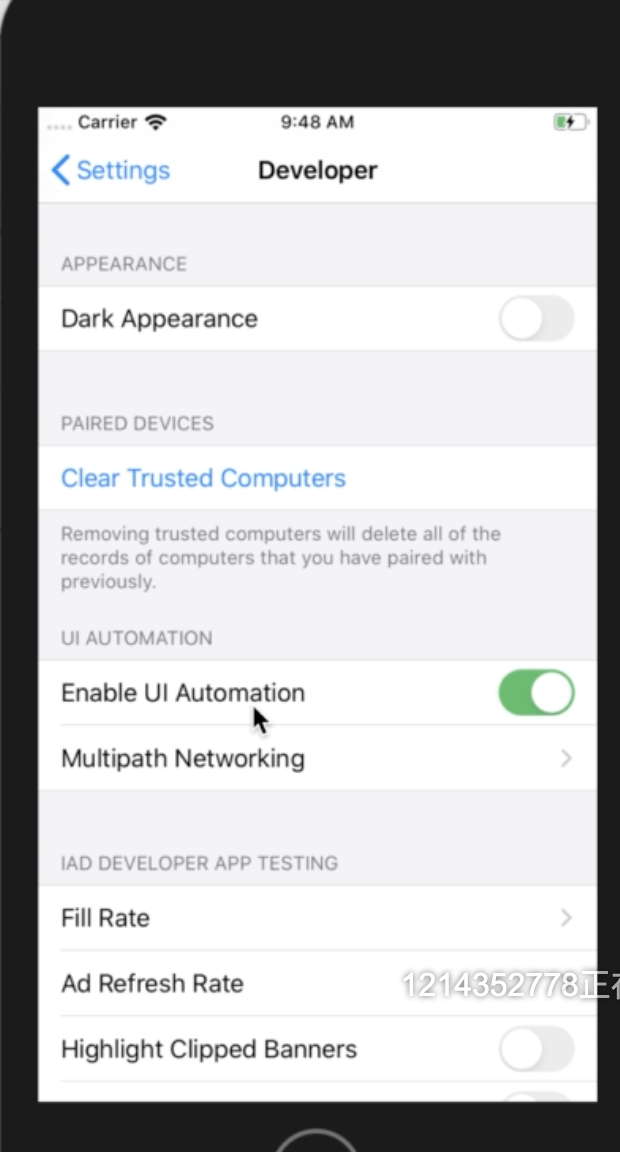 Carrier 9:48 AM
Settings Developer
APPEARANCE
Dark Appearance
PAIRED DEVICES
Clear Trusted Computers
Removing trusted computers will delete all of the
records of computers that you have paired with
previously.
UI AUTOMATION
Enable UI Automation
Multipath Networking
IAD DEVELOPER APP TESTING
Fill Rate
Ad Refresh Rate
1214352778正在
Highlight Clipped Banners